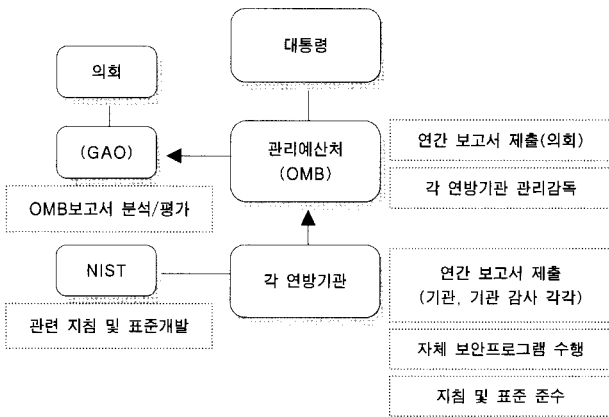 대통령
의회
(GAO)
관리예산처
(OMB)
연간 보고서 제출(의회)
각 연방기관 관리감독
OMB보고서 분석/평가
NIST
각 연방기관
연간 보고서 제출
(기관, 기관 감사 각각)
관련 지침 및 표준개발
자체 보안프로그램 수행
지침 및 표준 준수